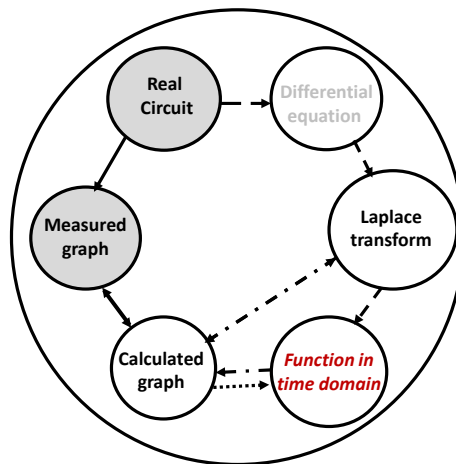 Real
Circuit
Differential
equation
Measured
graph
Laplace
transform
Calculated
graph
Function in
time domain